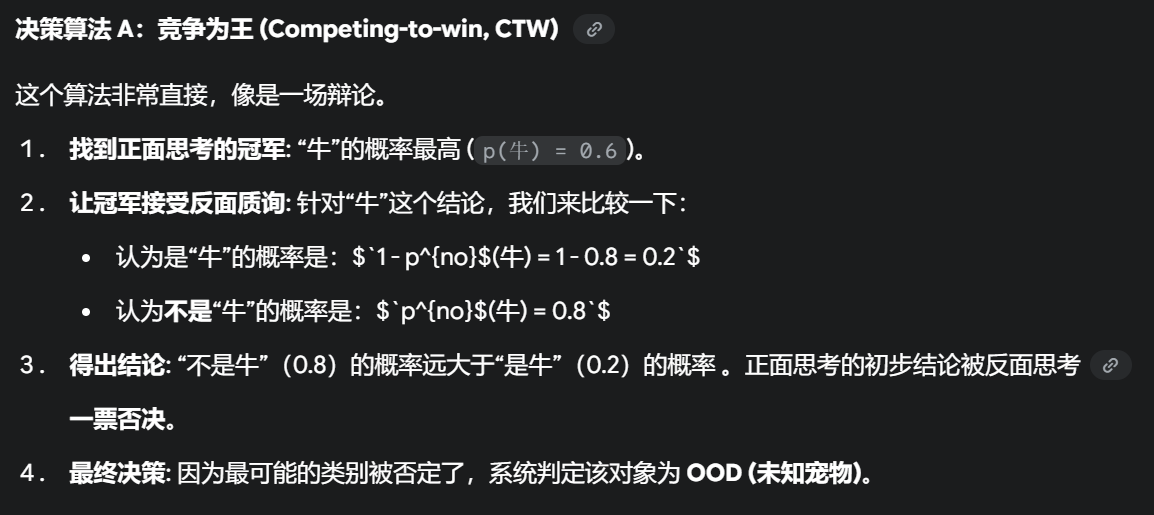 决策算法 A：竞争为王 (Competing-to-win, CTW)
这个算法非常直接，像是一场辩论。
1. 找到正面思考的冠军: “牛”的概率最高 (p(牛) = 0.6)。
2. 让冠军接受反面质询: 针对“牛”这个结论，我们来比较一下：
• 认为是“牛”的概率是：$`1 - p^{no}$(牛) = 1 - 0.8 = 0.2`$
• 认为不是“牛”的概率是：$`p^{no}$(牛) = 0.8`$
3. 得出结论: “不是牛”（0.8）的概率远大于“是牛”（0.2）的概率 。正面思考的初步结论被反面思考
一票否决。
4. 最终决策: 因为最可能的类别被否定了，系统判定该对象为 OOD (未知宠物)。